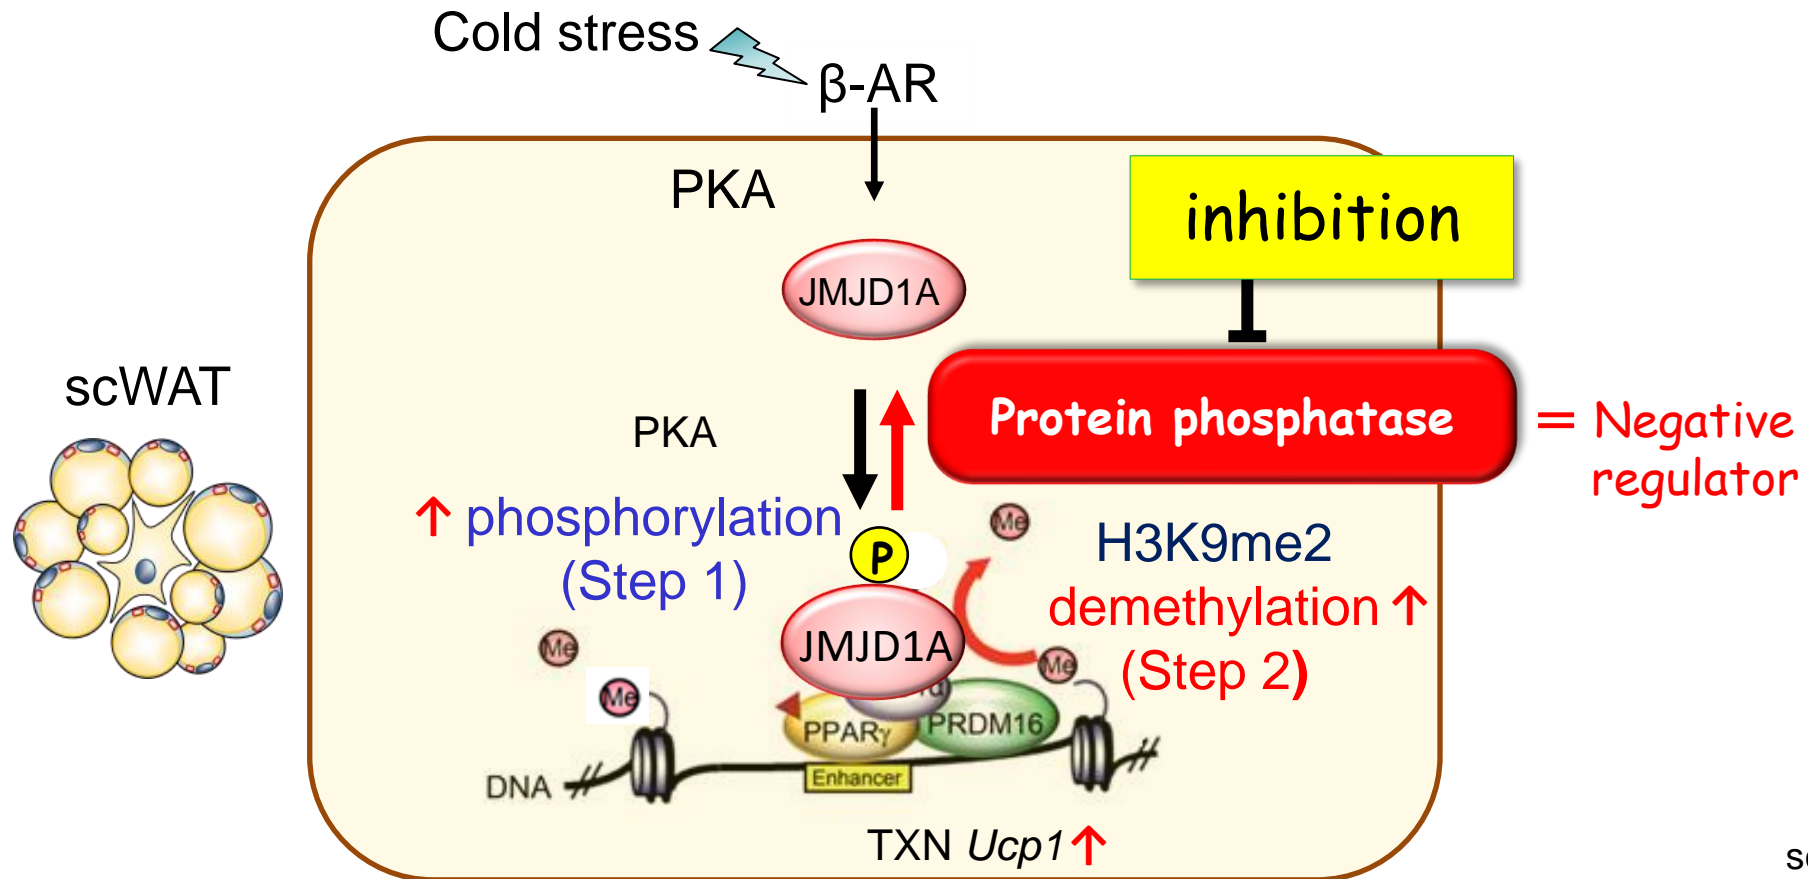 Cold stress
β-AR
PKA
inhibition
JMJD1A
scWAT
Protein phosphatase
= Negative
regulator
PKA
↑ phosphorylation
(Step 1)
P
Me
H3K9me2
demethylation ↑
(Step 2)
JMJD1A
Me
Me
Me
PPARγ
PRDM16
DNA
Enhancer
TXN Ucp1 ↑